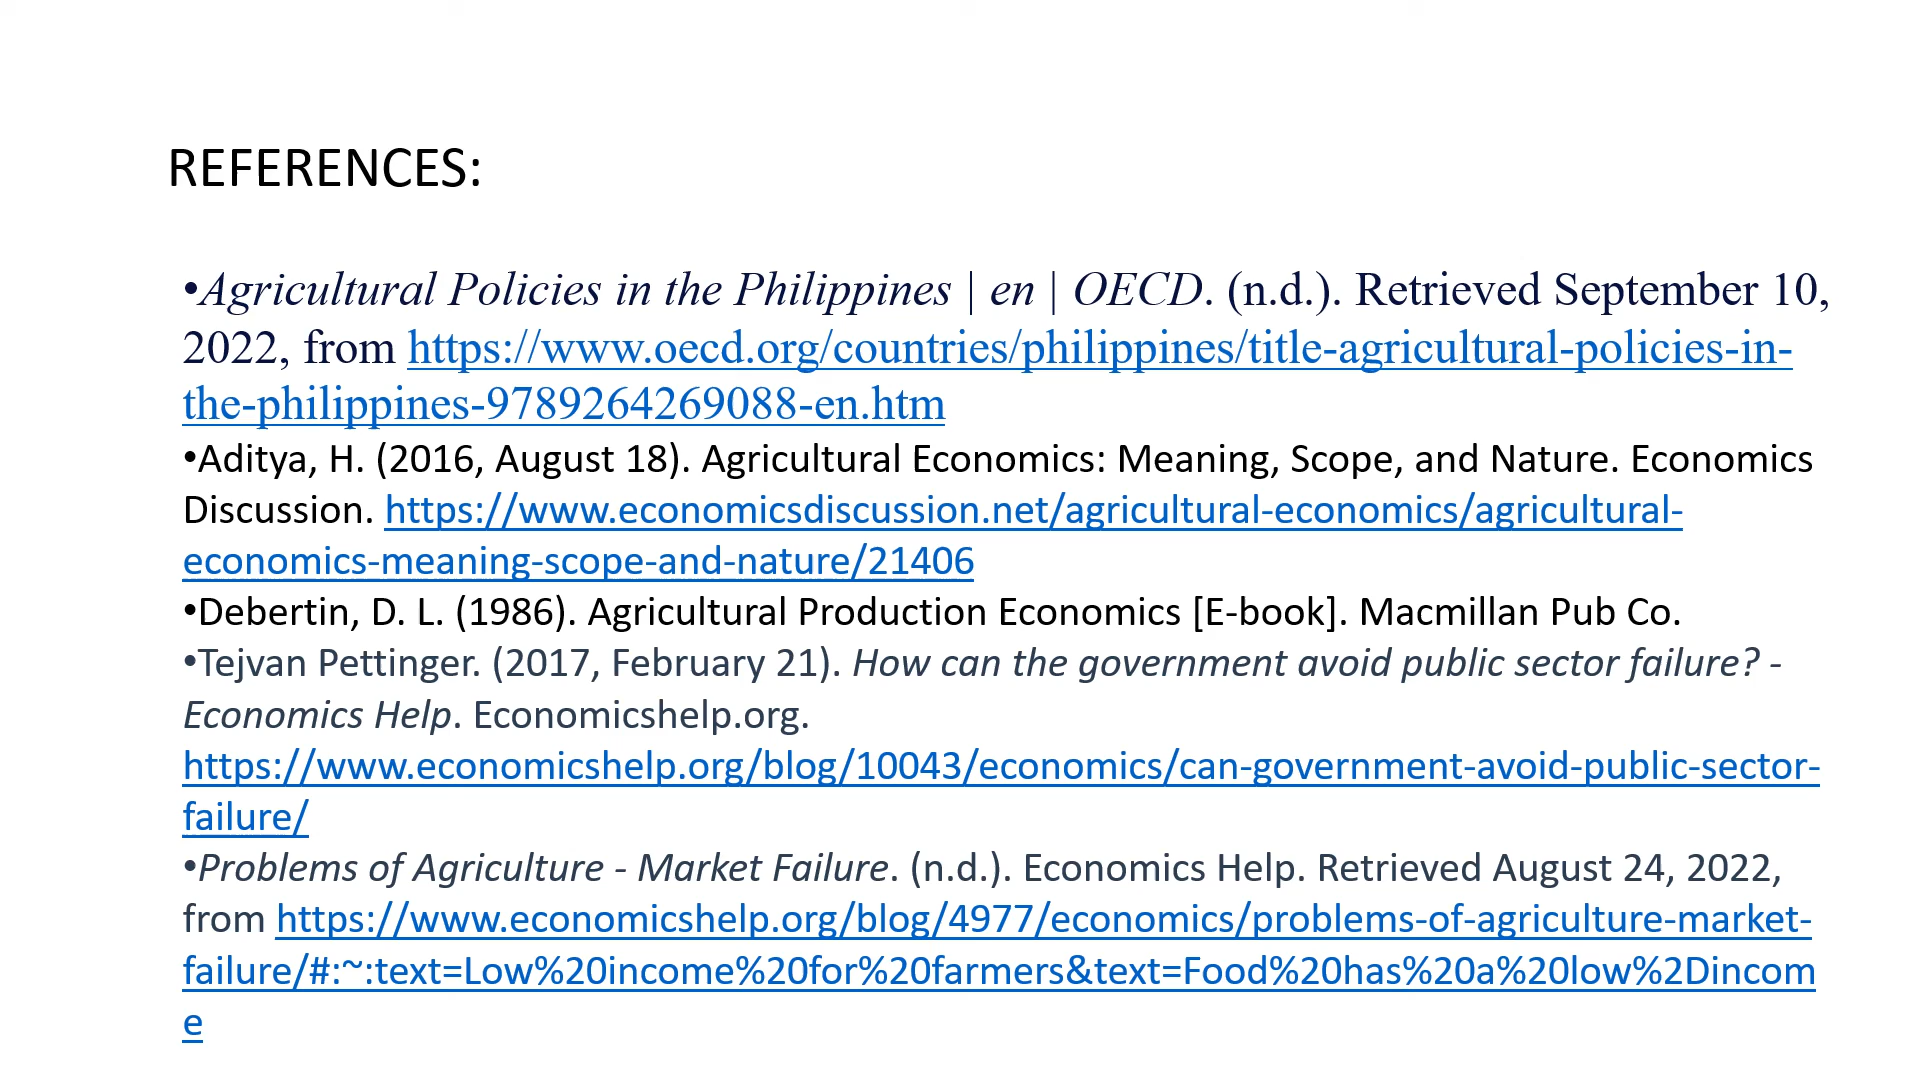 REFERENCES:
•Agricultural Policies in the Philippines | en | OECD. (n.d.). Retrieved September 10,
2022, from https://www.oecd.org/countries/philippines/title-agricultural-policies-in-
the-philippines-9789264269088-en.htm
•Aditya, H. (2016, August 18). Agricultural Economics: Meaning, Scope, and Nature. Economics
Discussion. https://www.economicsdiscussion.net/agricultural-economics/agricultural-
economics-meaning-scope-and-nature/21406
•Debertin, D. L. (1986). Agricultural Production Economics [E-book]. Macmillan Pub Co.
•Tejvan Pettinger. (2017, February 21). How can the government avoid public sector failure? -
Economics Help. Economicshelp.org.
https://www.economicshelp.org/blog/10043/economics/can-government-avoid-public-sector-
failure/
•Problems of Agriculture - Market Failure. (n.d.). Economics Help. Retrieved August 24, 2022,
from https://www.economicshelp.org/blog/4977/economics/problems-of-agriculture-market-
failure/#:~:text=Low%20income%20for%20farmers&text=Food%20has%20a%20low%2Dincom
e